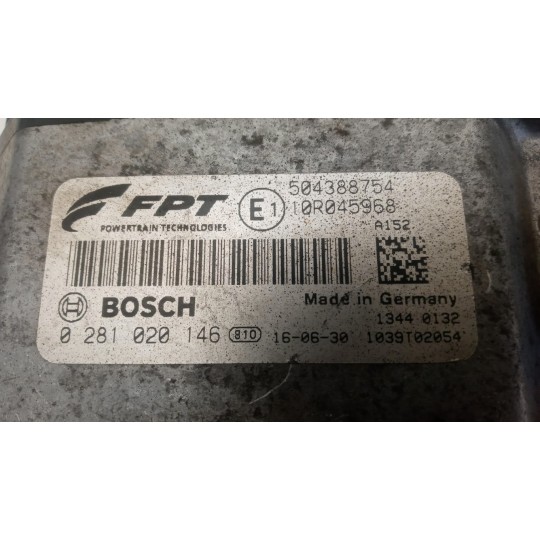 FPT
POWERTRAIN TECHNOLOGIES
E1
504388754
10R045968
A152
BOSCH
Made in Germany
1344 0132
0 281 020 146 810 16-06-30 1039T02054